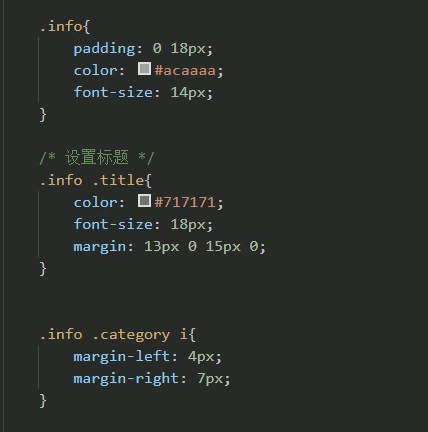 .info{
padding: 0 18px;
color: #acaaaa;
font-size: 14px;
}
/* 设置标题 */
.info .title{
color: #717171;
font-size: 18px;
margin: 13px 0 15px 0;
}
.info .category i{
margin-left: 4px;
margin-right: 7px;
}